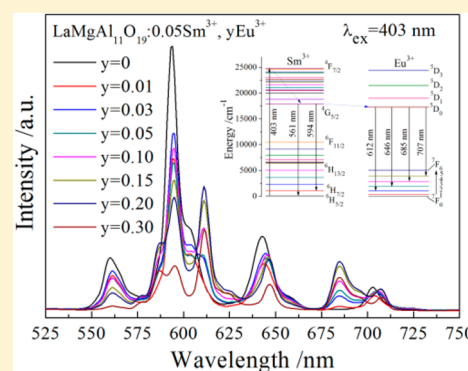 LaMgAl₁₁O₁₉:0.05Sm³⁺, yEu³⁺
λex=403 nm
y=0
y=0.01
y=0.03
y=0.05
y=0.10
y=0.15
y=0.20
y=0.30
Intensity /a.u.
Sm³⁺
Eu³⁺
Energy /cm⁻¹
25000
20000
15000
10000
5000
0
⁴F₇/₂
⁴G₅/₂
⁶F₁₁/₂
⁶H₁₃/₂
⁶H₇/₂
⁶H₅/₂
403 nm
561 nm
594 nm
⁵D₃
⁵D₂
⁵D₁
⁵D₀
612 nm
646 nm
685 nm
707 nm
⁷F₆
525 550 575 600 625 650 675 700 725 750
Wavelength /nm